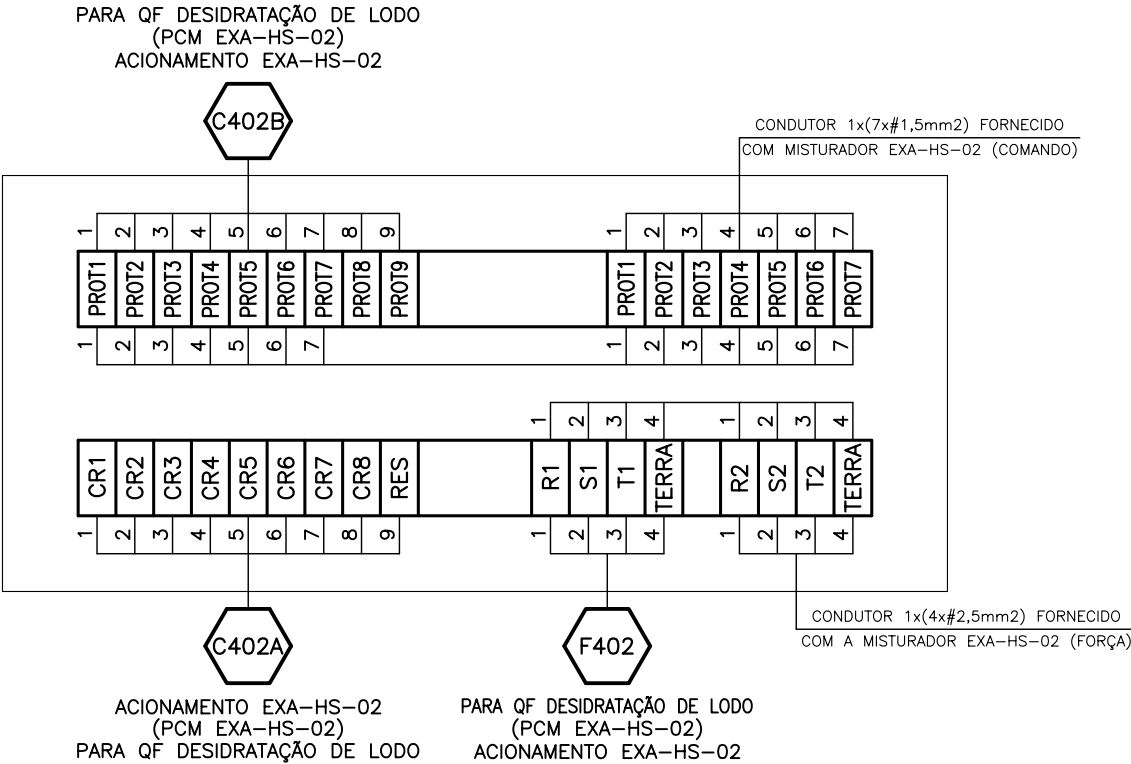 PARA QF DESIDRATAÇÃO DE LODO
(PCM EXA-HS-02)
ACIONAMENTO EXA-HS-02
C402B
CONDUTOR 1x(7x#1,5mm2) FORNECIDO
COM MISTURADOR EXA-HS-02 (COMANDO)
1 2 3 4 5 6 7 8 9 1 2 3 4 5 6 7
PROT1 PROT2 PROT3 PROT4 PROT5 PROT6 PROT7 PROT8 PROT9 PROT1 PROT2 PROT3 PROT4 PROT5 PROT6 PROT7
1 2 3 4 5 6 7 1 2 3 4 5 6 7
1 2 3 4 1 2 3 4
CR1 CR2 CR3 CR4 CR5 CR6 CR7 CR8 RES R1 S1 T1 TERRA R2 S2 T2 TERRA
1 2 3 4 5 6 7 8 9 1 2 3 4 1 2 3 4
CONDUTOR 1x(4x#2,5mm2) FORNECIDO
COM A MISTURADOR EXA-HS-02 (FORÇA)
C402A
ACIONAMENTO EXA-HS-02
(PCM EXA-HS-02)
PARA QF DESIDRATAÇÃO DE LODO
F402
PARA QF DESIDRATAÇÃO DE LODO
(PCM EXA-HS-02)
ACIONAMENTO EXA-HS-02